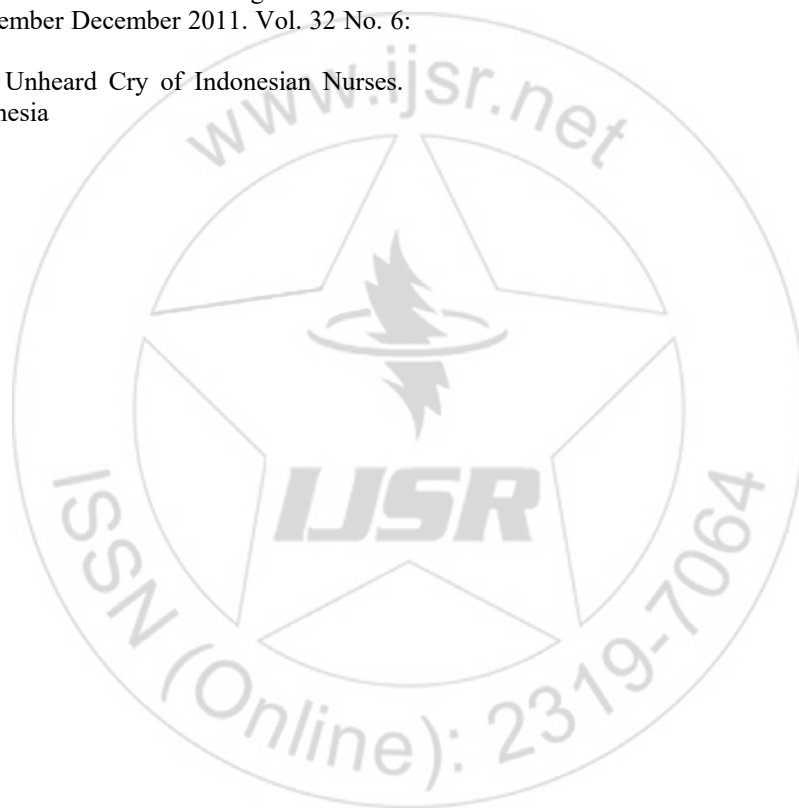 ember December 2011. Vol. 32 No. 6:
Unheard Cry of Indonesian Nurses.
nesia
www.ijsr.net
IJSR
ISSN (Online): 2319-7064